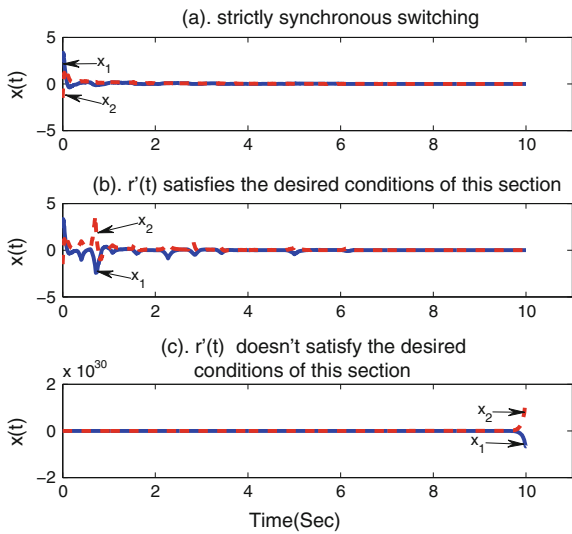 (a). strictly synchronous switching
5
x(t)
0
-5
x1
x2
0 2 4 6 8 10
(b). r'(t) satisfies the desired conditions of this section
5
x(t)
0
-5
x2
x1
0 2 4 6 8 10
(c). r'(t) doesn't satisfy the desired
conditions of this section
x 10^30
2
x(t)
0
-2
x2
x1
0 2 4 6 8 10
Time(Sec)